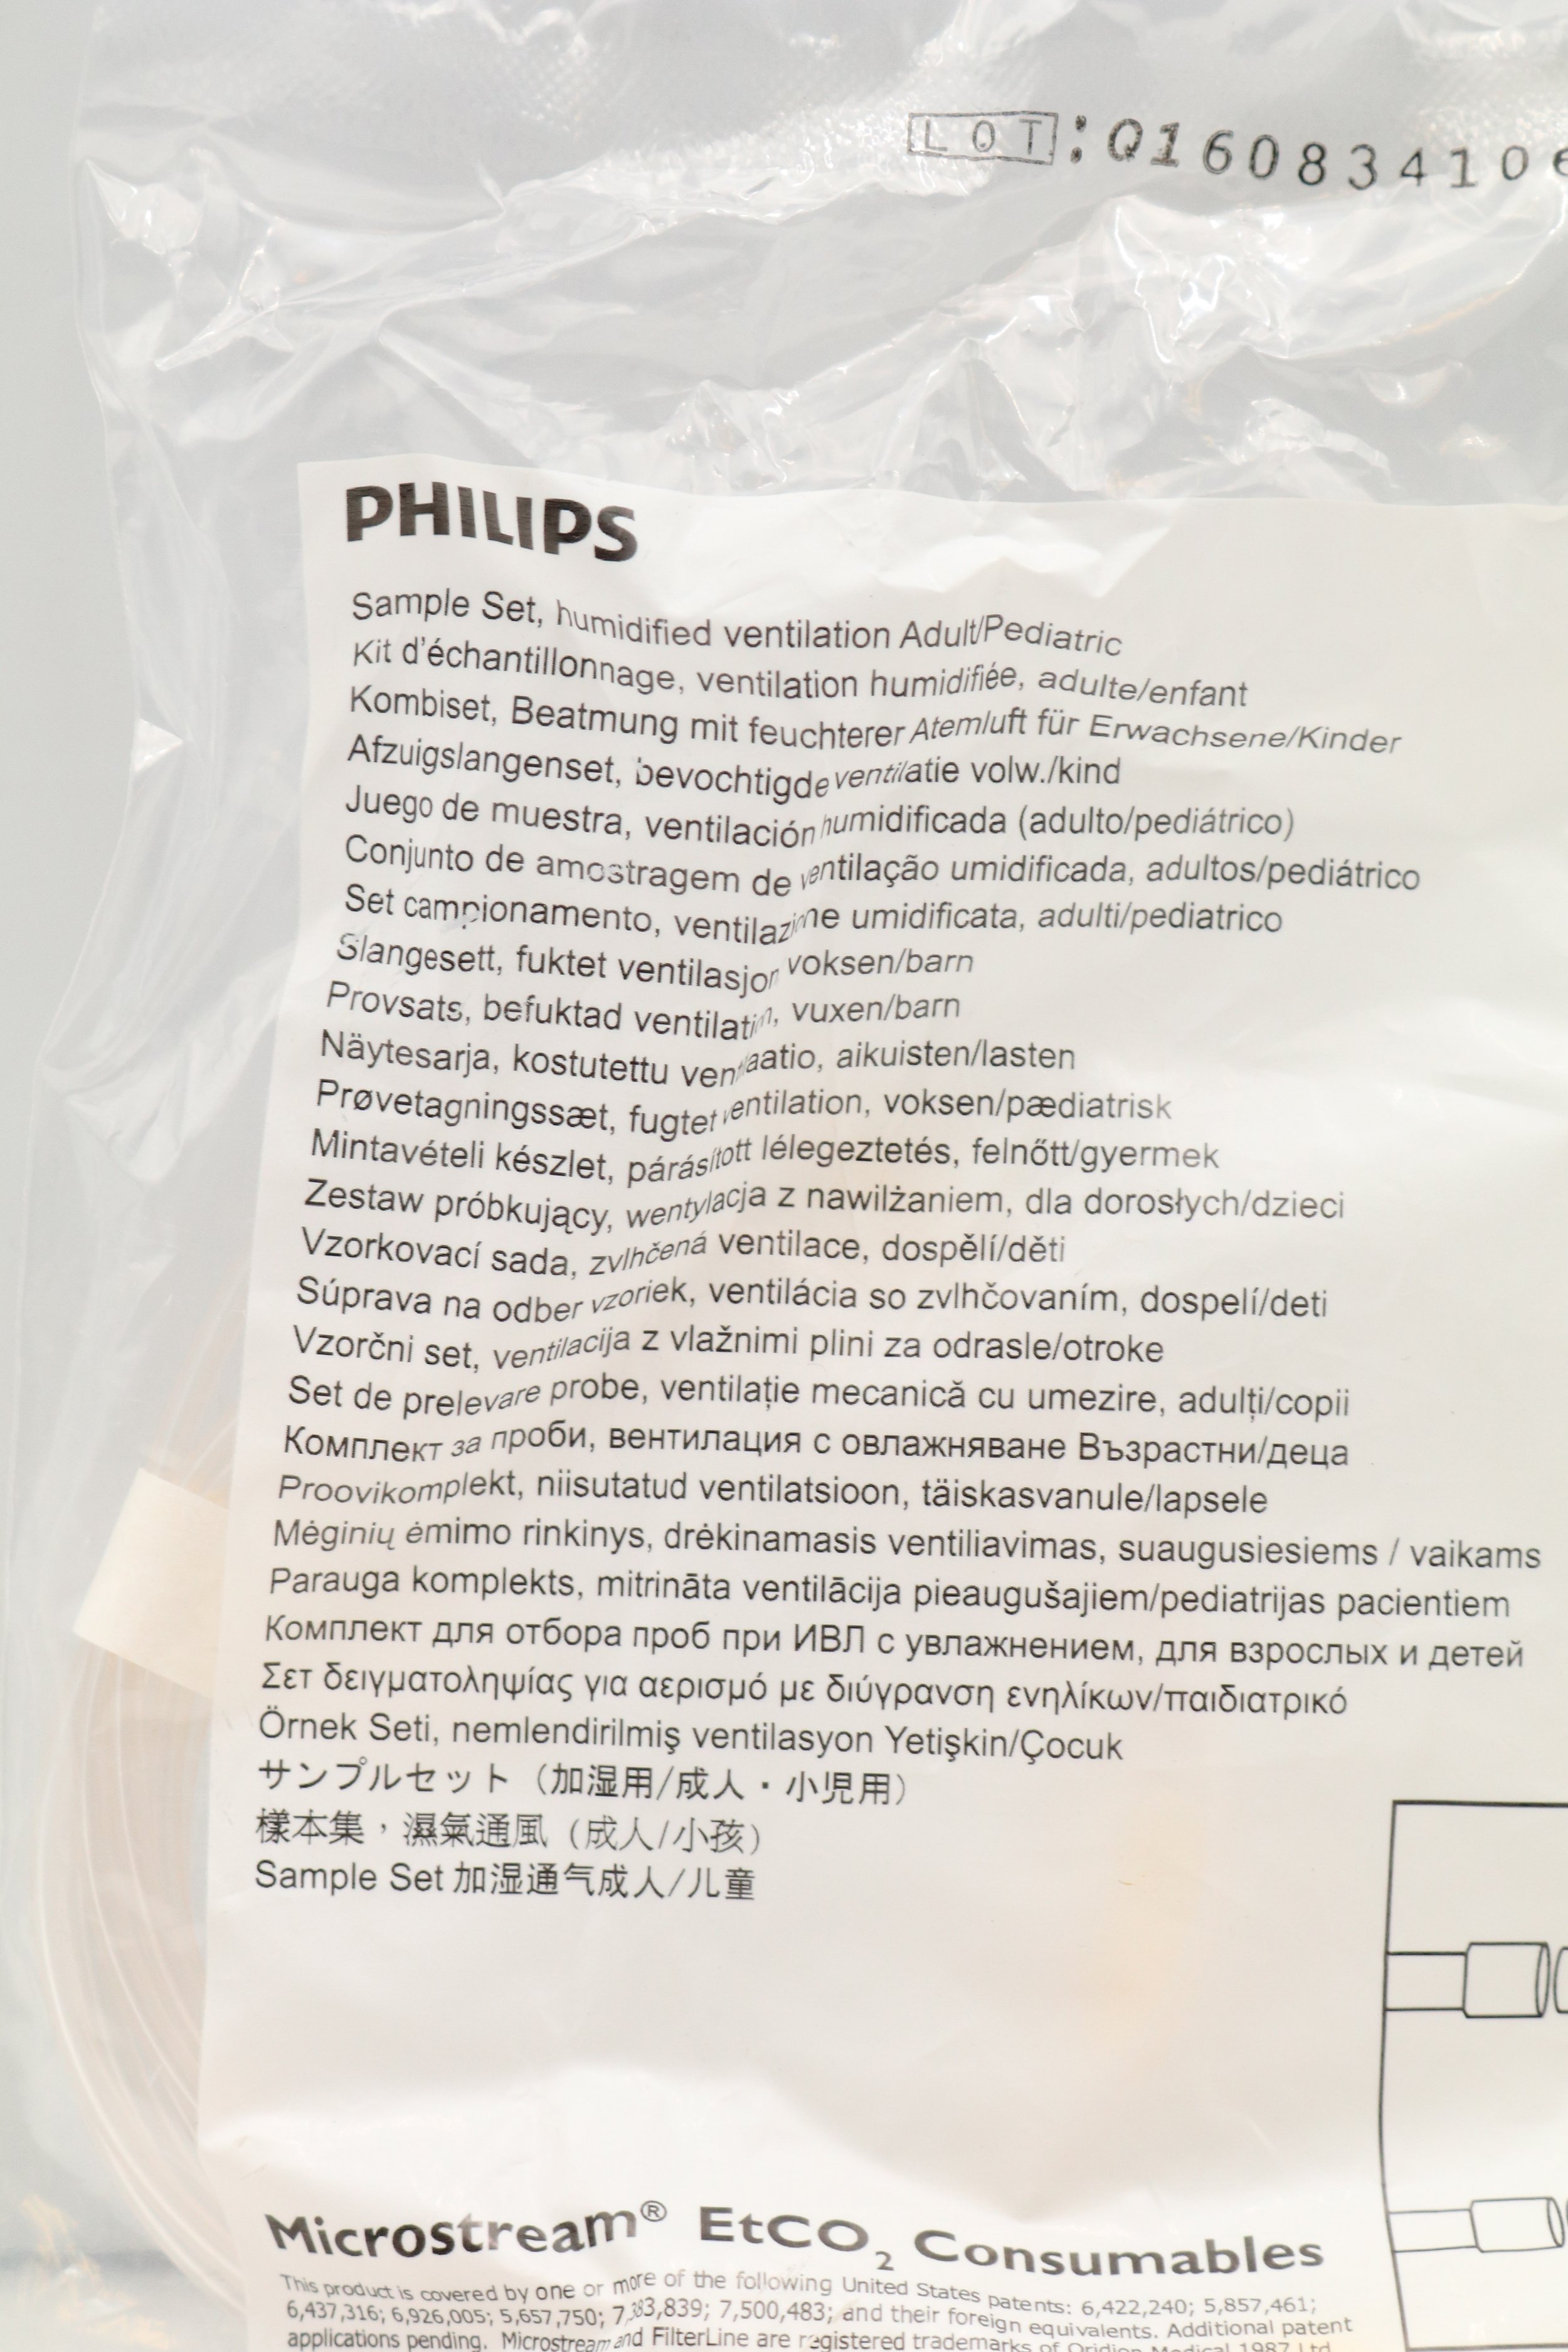 LOT:Q160834106
PHILIPS
Sample Set, humidified ventilation Adult/Pediatric
Kit d'échantillonnage, ventilation humidifiée, adulte/enfant
Kombiset, Beatmung mit feuchterer Atemluft für Erwachsene/Kinder
Afzuigslangenset, bevochtigde ventilatie volw./kind
Juego de muestra, ventilación humidificada (adulto/pediátrico)
Conjunto de amostragem de ventilação umidificada, adultos/pediátrico
Set campionamento, ventilazione umidificata, adulti/pediatrico
Slangesett, fuktet ventilasjon voksen/barn
Provsats, befuktad ventilation, vuxen/barn
Näytesarja, kostutettu ventilaatio, aikuisten/lasten
Prøvetagningssæt, fugtet ventilation, voksen/pædiatrisk
Mintavételi készlet, párásított lélegeztetés, felnőtt/gyermek
Zestaw próbkujący, wentylacja z nawilżaniem, dla dorosłych/dzieci
Vzorkovací sada, zvlhčená ventilace, dospělí/děti
Súprava na odber vzoriek, ventilácia so zvlhčovaním, dospelí/deti
Vzorčni set, ventilacija z vlažnimi plini za odrasle/otroke
Set de prelevare probe, ventilație mecanică cu umezire, adulți/copii
Комплект за проби, вентилация с овлажняване Възрастни/деца
Proovikomplekt, niisutatud ventilatsioon, täiskasvanule/lapsele
Mėginių ėmimo rinkinys, drėkinamasis ventiliavimas, suaugusiesiems / vaikams
Parauga komplekts, mitrināta ventilācija pieaugušajiem/pediatrijas pacientiem
Комплект для отбора проб при ИВЛ с увлажнением, для взрослых и детей
Σετ δειγματοληψίας για αερισμό με διύγρανση ενηλίκων/παιδιατρικό
Örnek Seti, nemlendirilmiş ventilasyon Yetişkin/Çocuk
サンプルセット（加湿用/成人・小児用）
樣本集，濕氣通風（成人/小孩）
Sample Set 加湿通气成人/儿童
Microstream® EtCO₂ Consumables
This product is covered by one or more of the following United States patents: 6,422,240; 5,857,461;
6,437,316; 6,926,005; 5,657,750; 7,383,839; 7,500,483; and their foreign equivalents. Additional patent
applications pending. Microstream and FilterLine are registered trademarks of Oridion Medical 1987 Ltd.